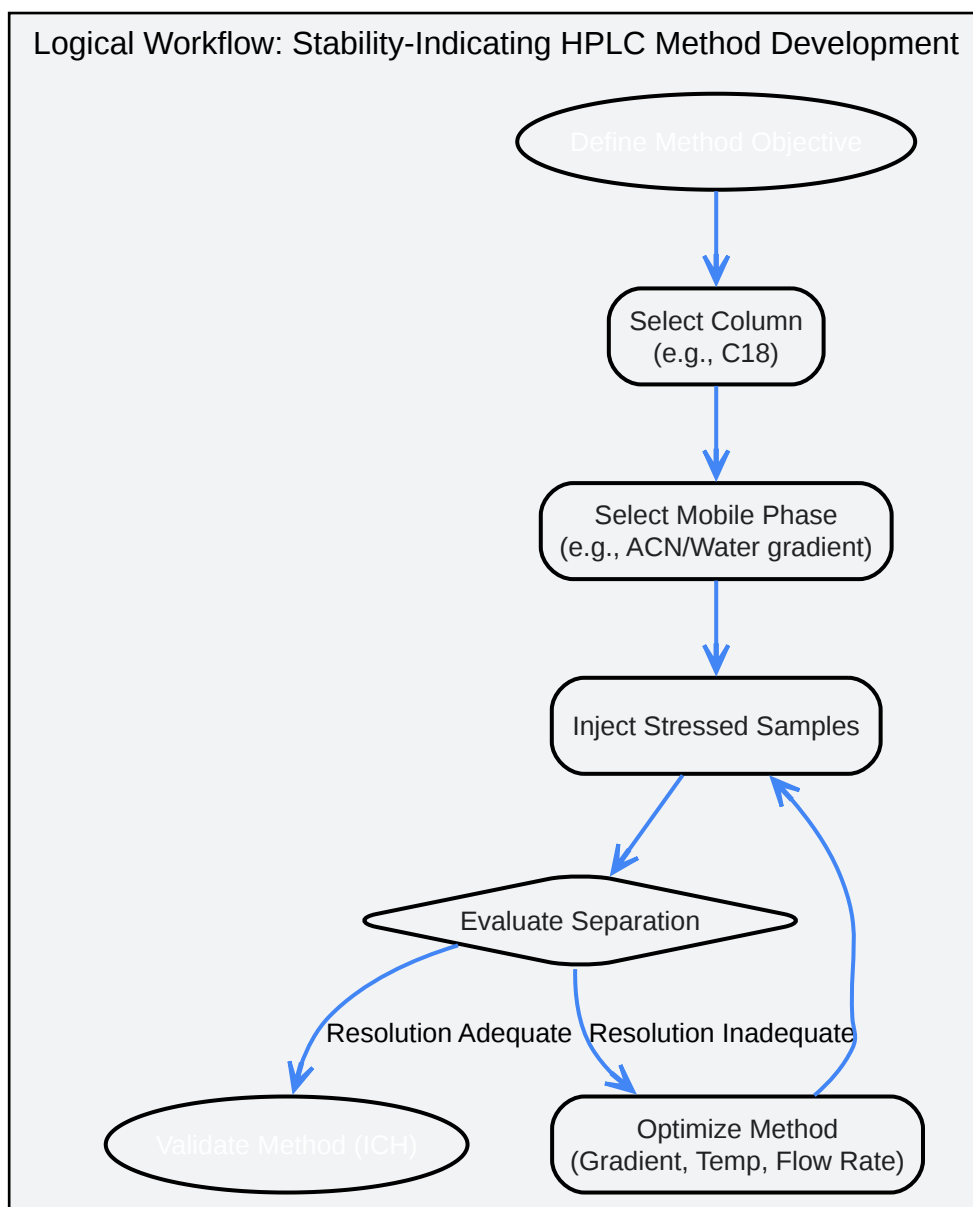 Logical Workflow: Stability-Indicating HPLC Method Development
Define Method Objective
Select Column
(e.g., C18)
Select Mobile Phase
(e.g., ACN/Water gradient)
Inject Stressed Samples
Evaluate Separation
Resolution Adequate
Resolution Inadequate
Validate Method (ICH)
Optimize Method
(Gradient, Temp, Flow Rate)